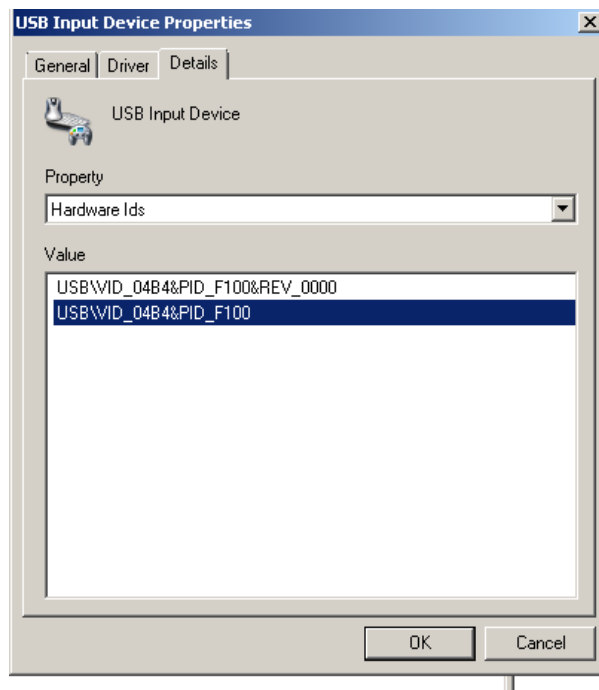 USB Input Device Properties
General Driver Details
USB Input Device
Property
Hardware Ids
Value
USB\VID_04B4&PID_F100&REV_0000
USB\VID_04B4&PID_F100
OK Cancel